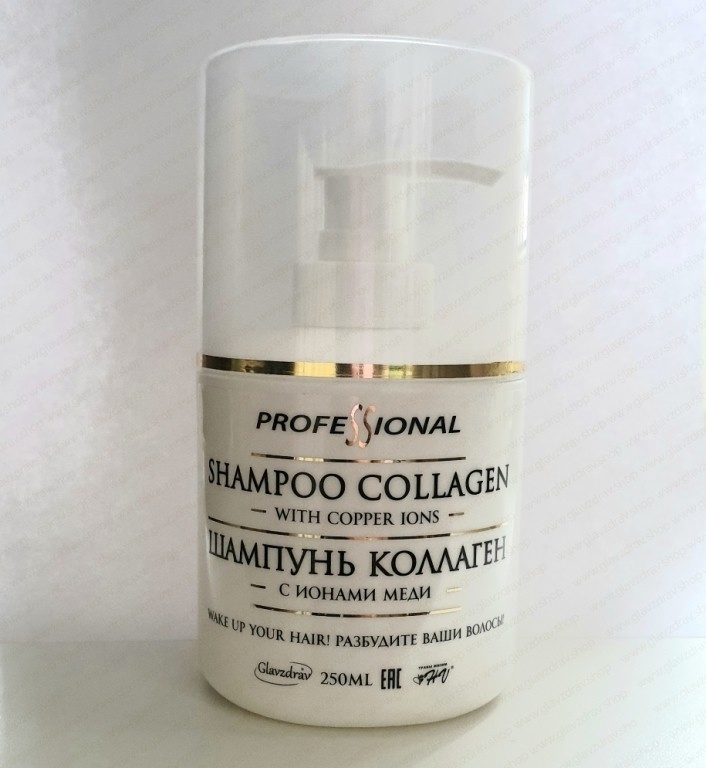 PROFESSIONAL
SHAMPOO COLLAGEN
WITH COPPER IONS
ШАМПУНЬ КОЛЛАГЕН
С ИОНАМИ МЕДИ
WAKE UP YOUR HAIR! РАЗБУДИТЕ ВАШИ ВОЛОСЫ!
Glavzdrav 250ML EAC